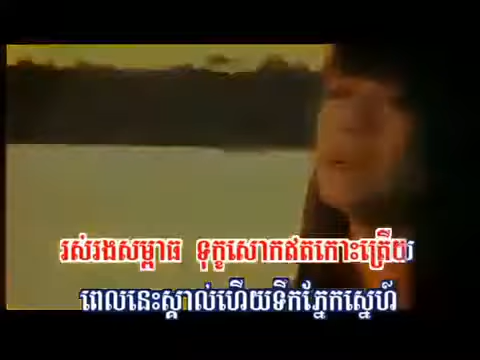 រស់រងសម្ពាធ ទុក្ខសោកឥតកោះត្រើយ
ពេលនេះស្គាល់ហើយទឹកភ្នែកស្នេហ៍